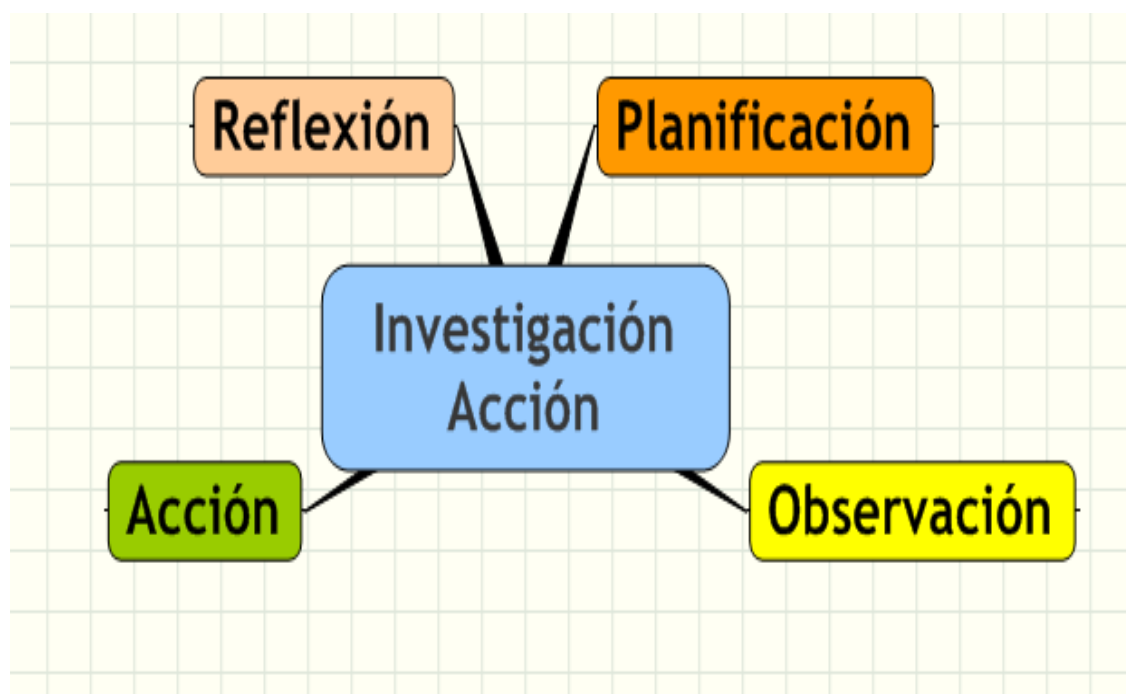 Reflexión
Planificación
Investigación
Acción
Acción
Observación